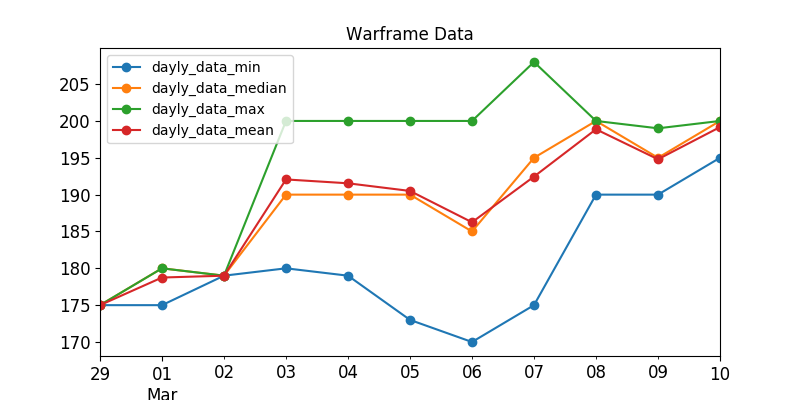 Warframe Data
dayly_data_min
dayly_data_median
dayly_data_max
dayly_data_mean
205
200
195
190
185
180
175
170
29 01 02 03 04 05 06 07 08 09 10
Mar